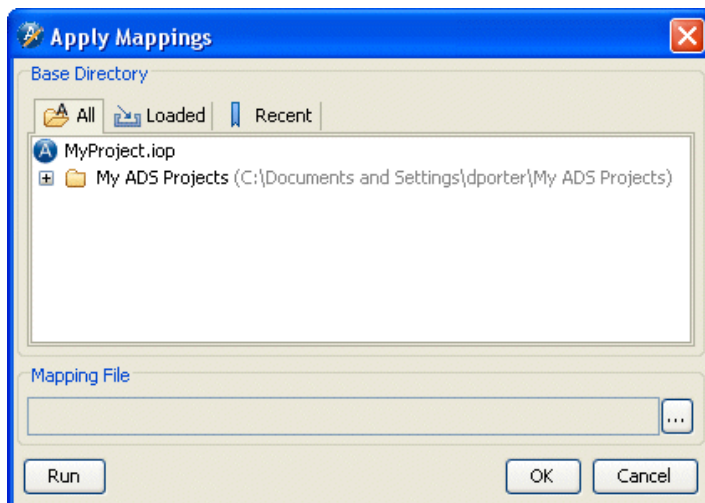 Apply Mappings
Base Directory
All Loaded Recent
MyProject.iop
My ADS Projects (C:\Documents and Settings\dporter\My ADS Projects)
Mapping File
...
Run OK Cancel